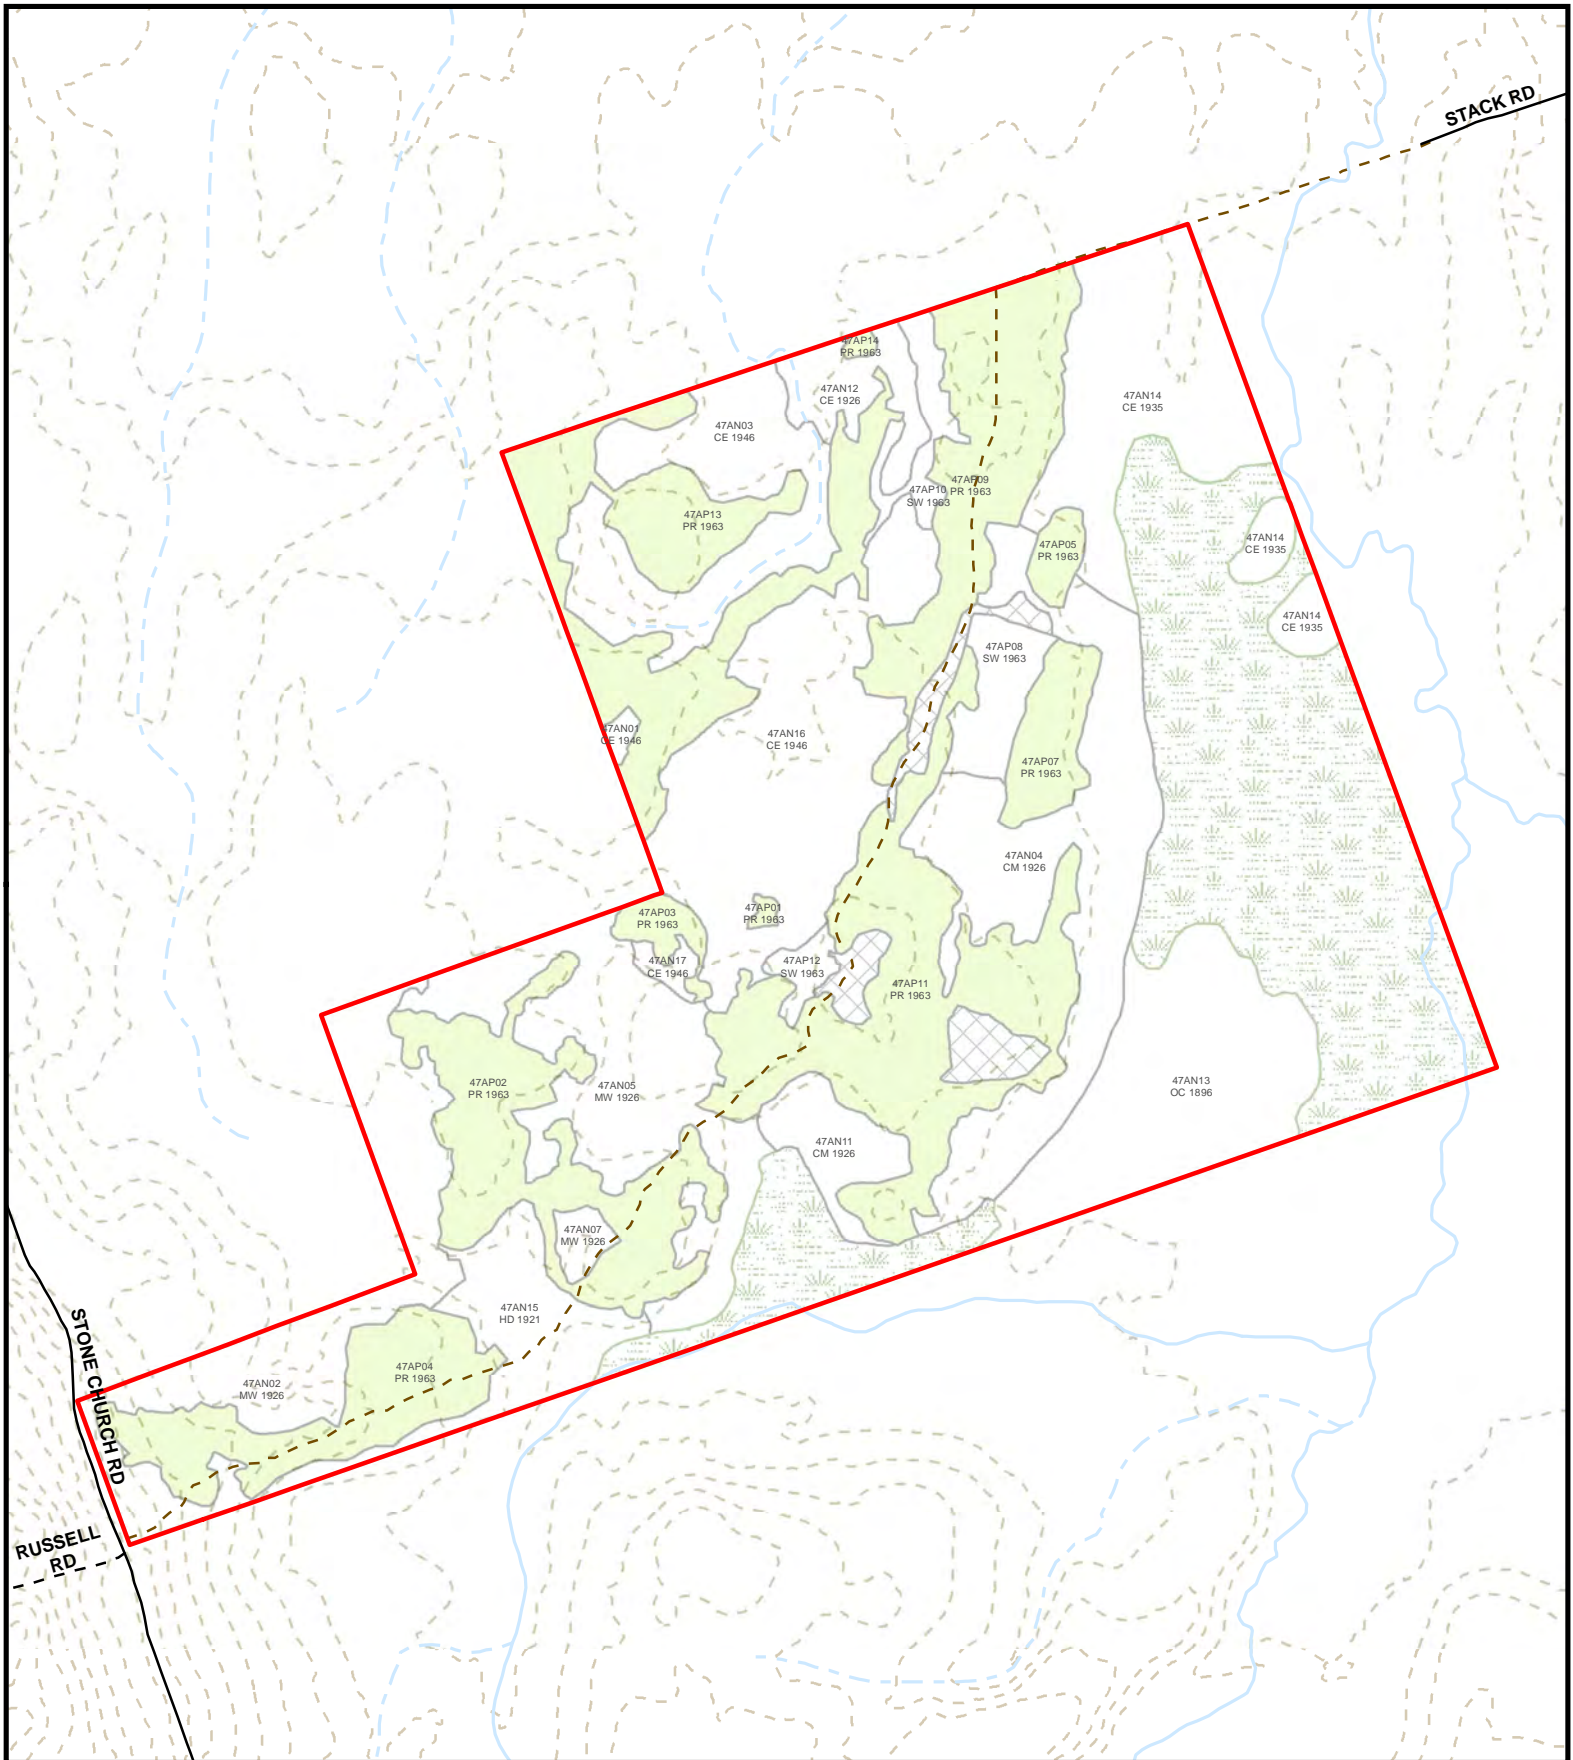 STACK RD
47AP14
PR 1963
47AN12
CE 1926
47AN14
CE 1935
47AN03
CE 1946
47AP10
SW 1963
47AP09
PR 1963
47AP13
PR 1963
47AP05
PR 1963
47AN14
CE 1935
47AN14
CE 1935
47AP08
SW 1963
47AN01
CE 1946
47AN16
CE 1946
47AP07
PR 1963
47AN04
CM 1926
47AP03
PR 1963
47AP01
PR 1963
47AN17
CE 1946
47AP12
SW 1963
47AP11
PR 1963
47AP02
PR 1963
47AN05
MW 1926
47AN13
OC 1896
47AN11
CM 1926
47AN07
MW 1926
47AN15
HD 1921
47AP04
PR 1963
47AN02
MW 1926
STONE CHURCH RD
RUSSELL
RD